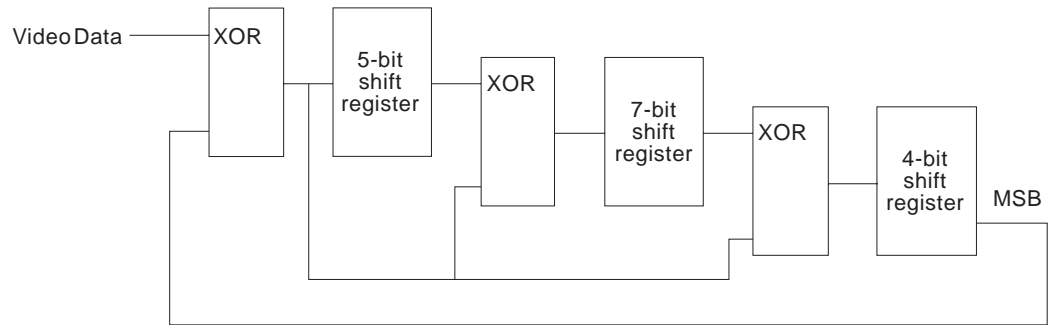 Video Data
XOR
5-bit
shift
register
XOR
7-bit
shift
register
XOR
4-bit
shift
register
MSB